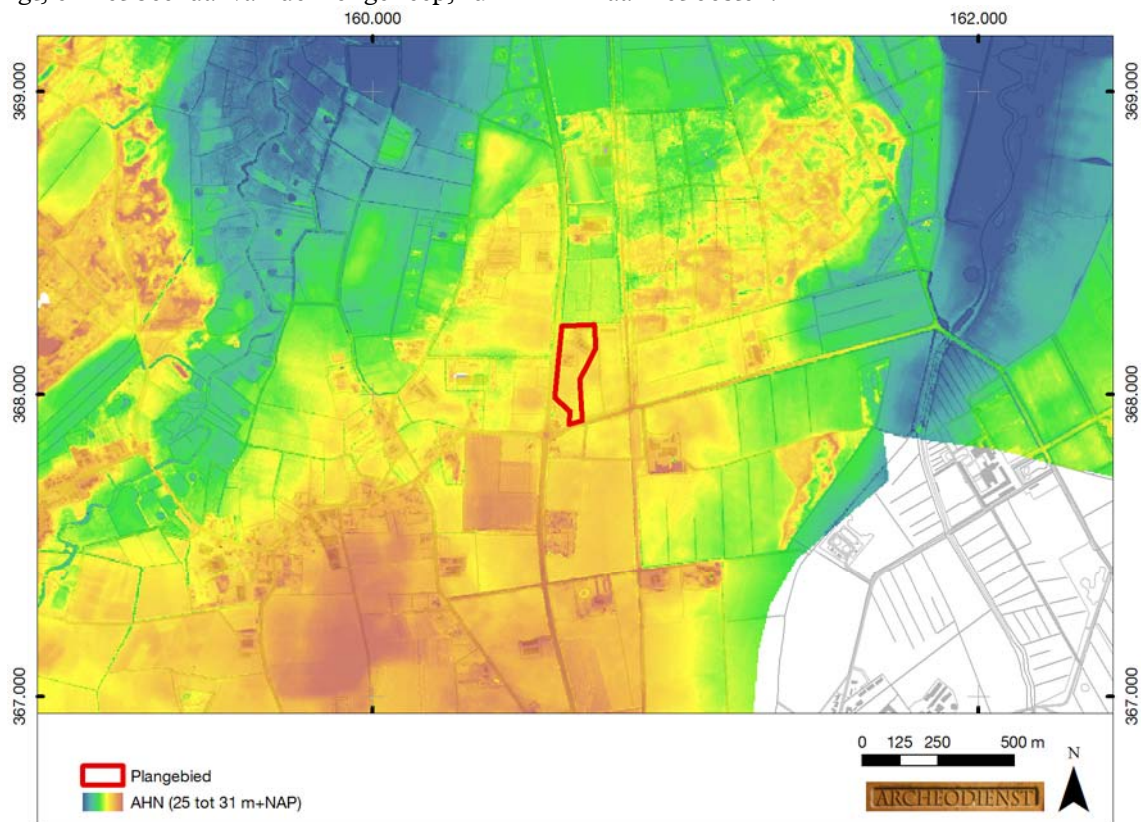 160.000 162.000
369.000 369.000
368.000 368.000
367.000 367.000
0 125 250 500 m
N
Plangebied
AHN (25 tot 31 m+NAP)
ARCHEODIENST